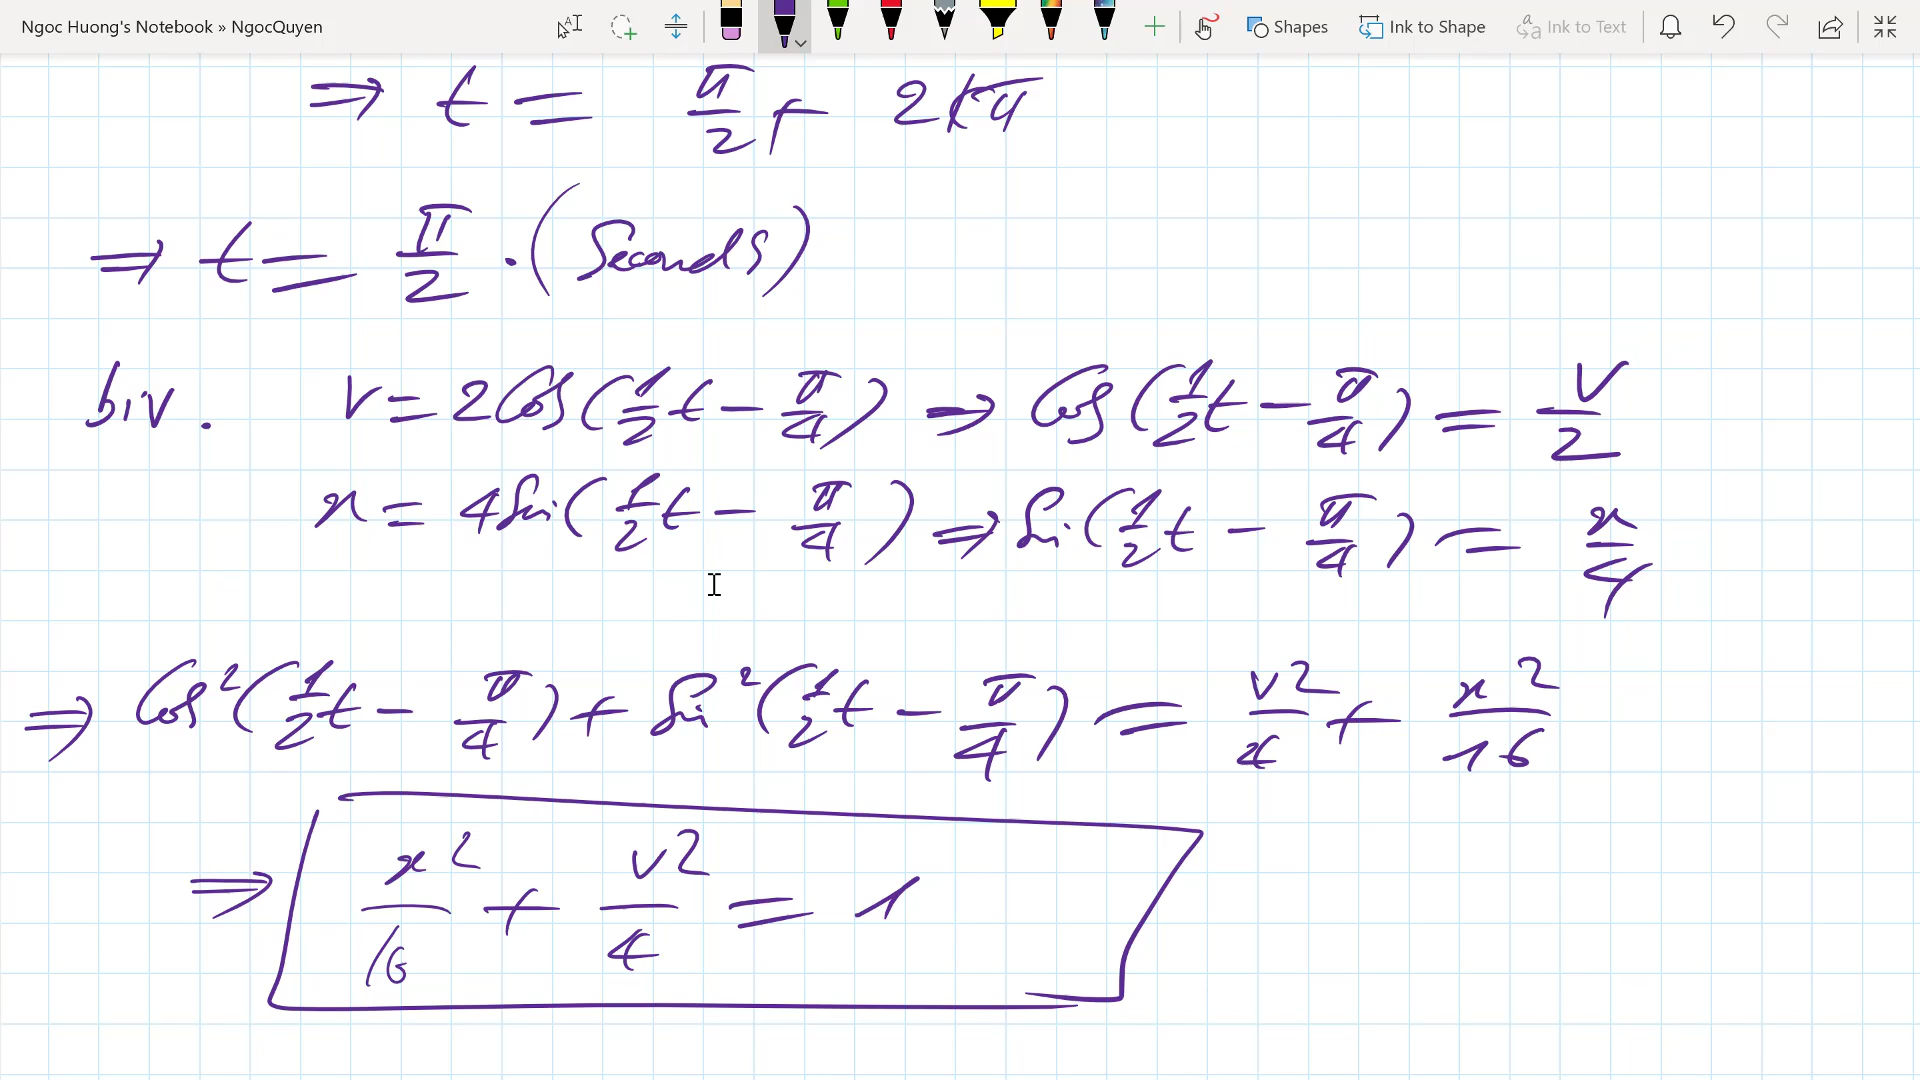 Ngoc Huong's Notebook » NgocQuyen Shapes Ink to Shape Ink to Text
⇒ t = π/2 + 2kπ
⇒ t = π/2 . (Seconds)
b.iv. v = 2Cos(1/2 t − π/4) ⇒ Cos(1/2 t − π/4) = v/2
x = 4Sin(1/2 t − π/4) ⇒ Sin(1/2 t − π/4) = x/4
⇒ Cos²(1/2 t − π/4) + Sin²(1/2 t − π/4) = v²/4 + x²/16
⇒ x²/16 + v²/4 = 1